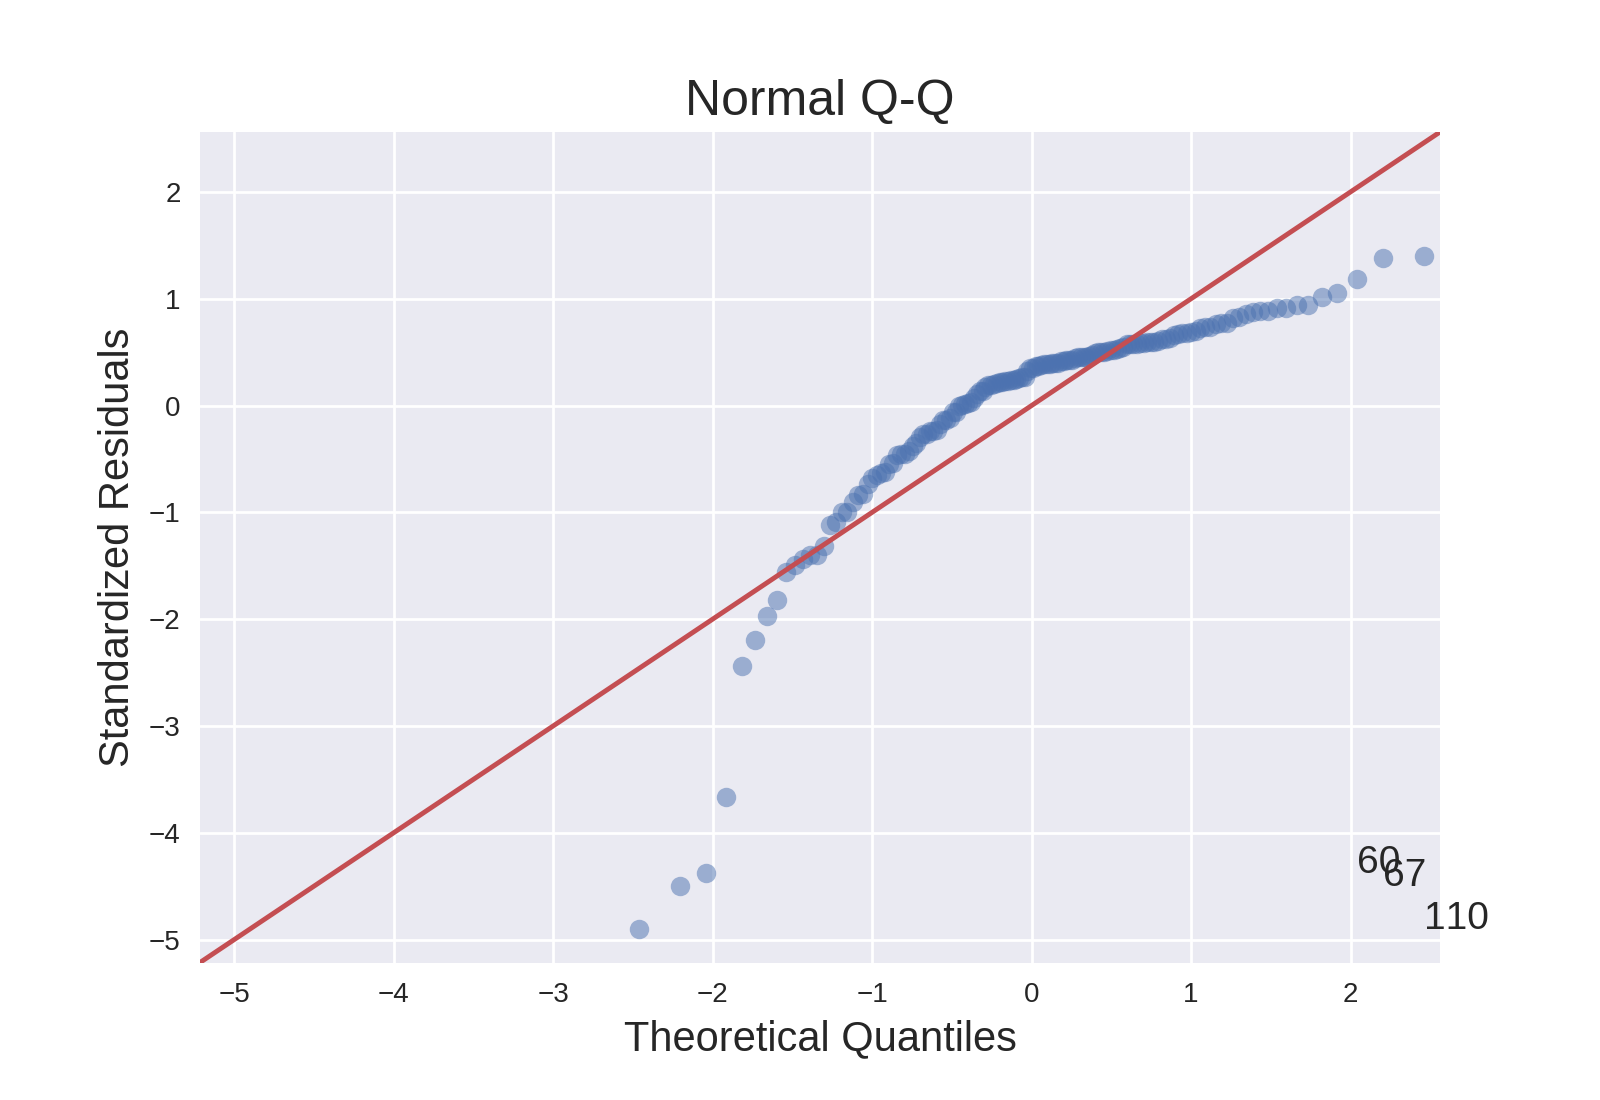 Normal Q-Q
Standardized Residuals
2
1
0
−1
−2
−3
−4
−5
60
67
110
−5 −4 −3 −2 −1 0 1 2
Theoretical Quantiles